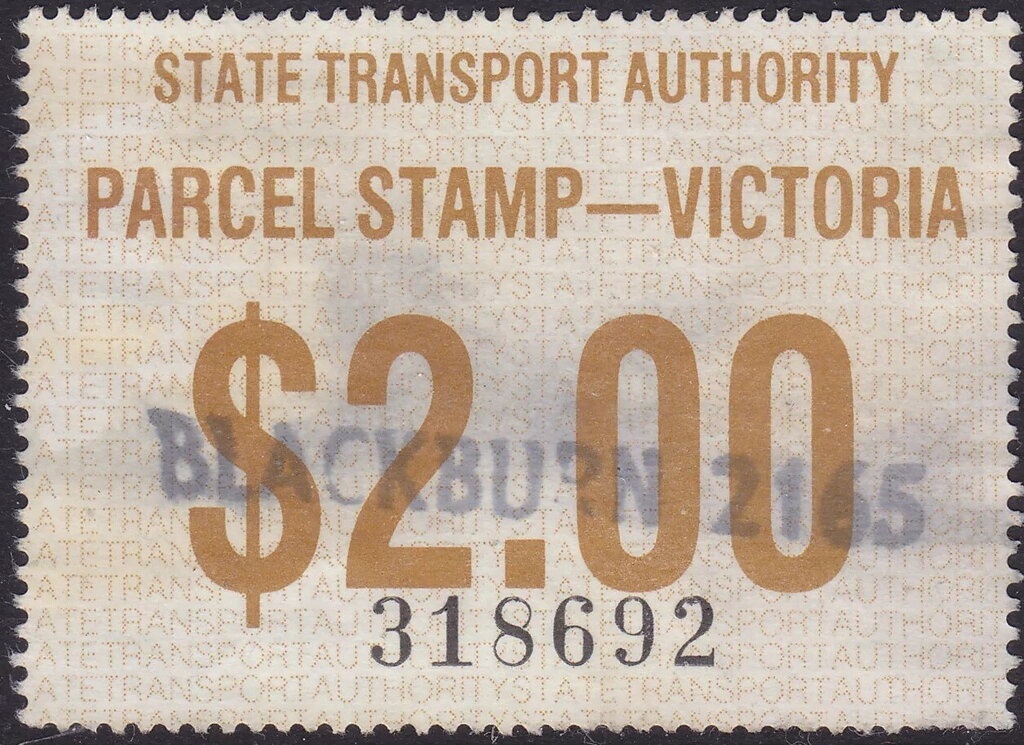 STATE TRANSPORT AUTHORITY
PARCEL STAMP—VICTORIA
$2.00
BLACKBURN 2165
318692